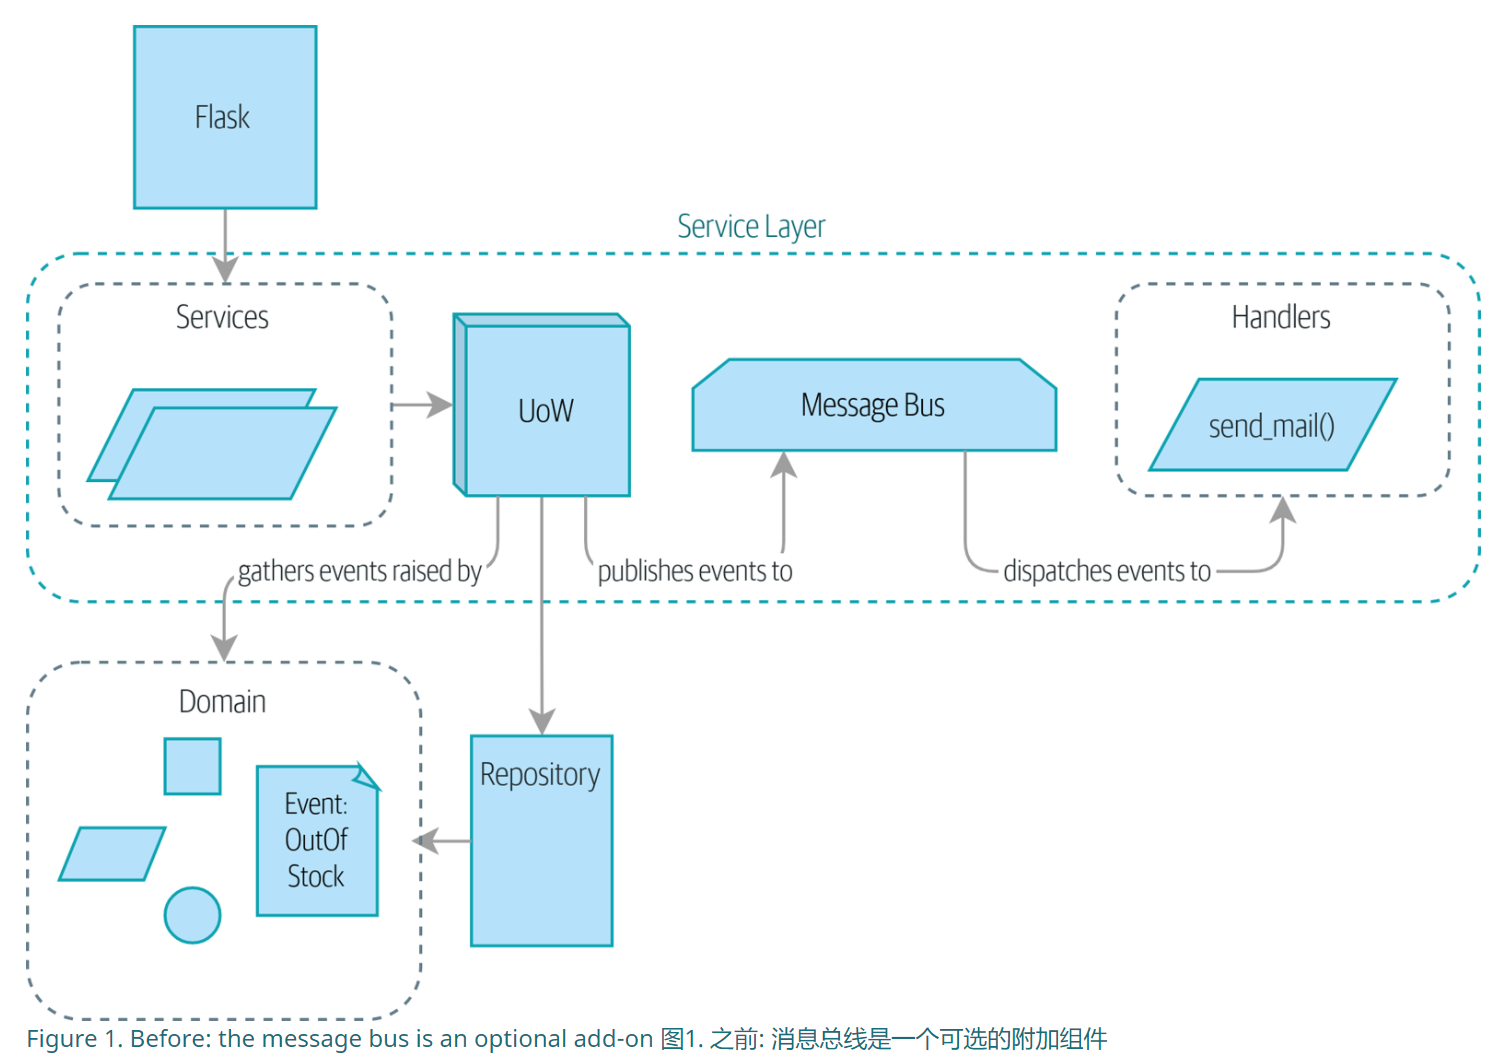 Flask
Service Layer
Services
UoW
Message Bus
Handlers
send_mail()
gathers events raised by
publishes events to
dispatches events to
Domain
Event:
OutOf
Stock
Repository
Figure 1. Before: the message bus is an optional add-on 图1. 之前: 消息总线是一个可选的附加组件